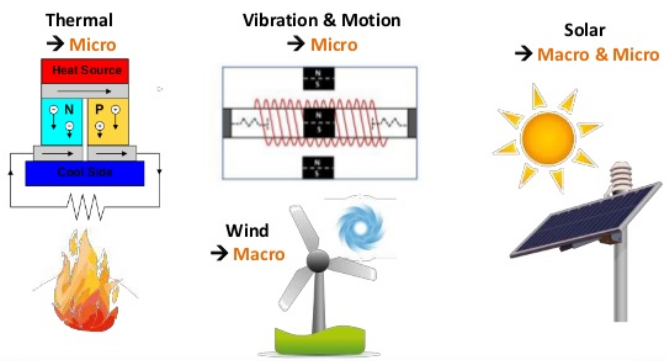 Thermal
→ Micro
Heat Source
N P
Cool Side
Vibration & Motion
→ Micro
N
S
N
S
N
S
Wind
→ Macro
Solar
→ Macro & Micro